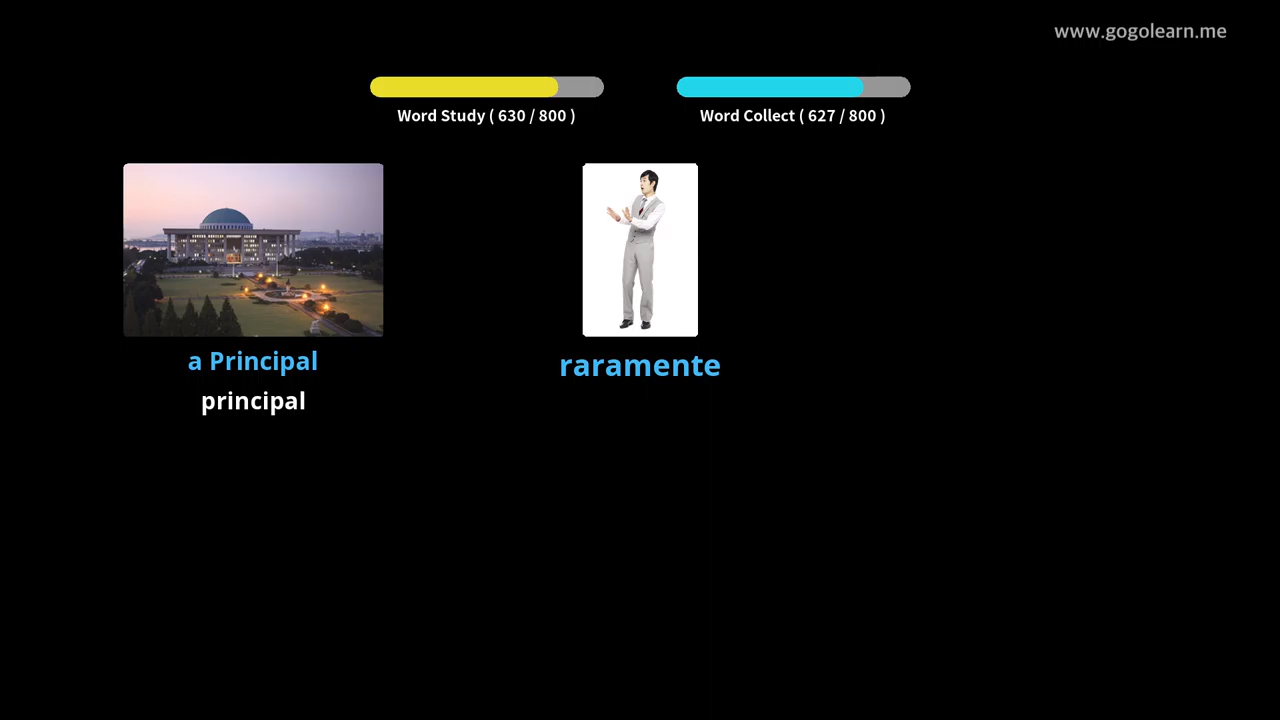 www.gogolearn.me
Word Study ( 630 / 800 )
Word Collect ( 627 / 800 )
a Principal
principal
raramente